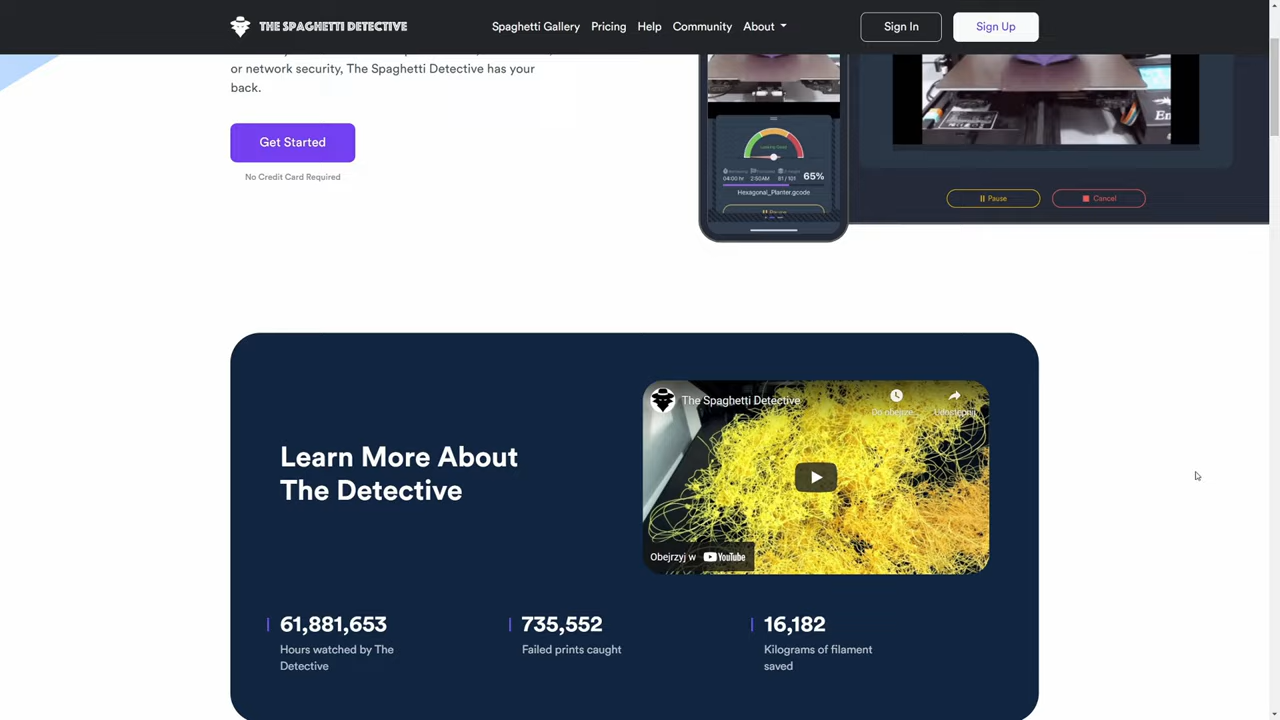 THE SPAGHETTI DETECTIVE
Spaghetti Gallery
Pricing
Help
Community
About
Sign In
Sign Up
or network security, The Spaghetti Detective has your
back.
Get Started
No Credit Card Required
65%
Hexagonal_Planter.gcode
Pause
Cancel
Learn More About
The Detective
The Spaghetti Detective
Do obejrze...
Udostępnij
Obejrzyj w YouTube
61,881,653
Hours watched by The
Detective
735,552
Failed prints caught
16,182
Kilograms of filament
saved